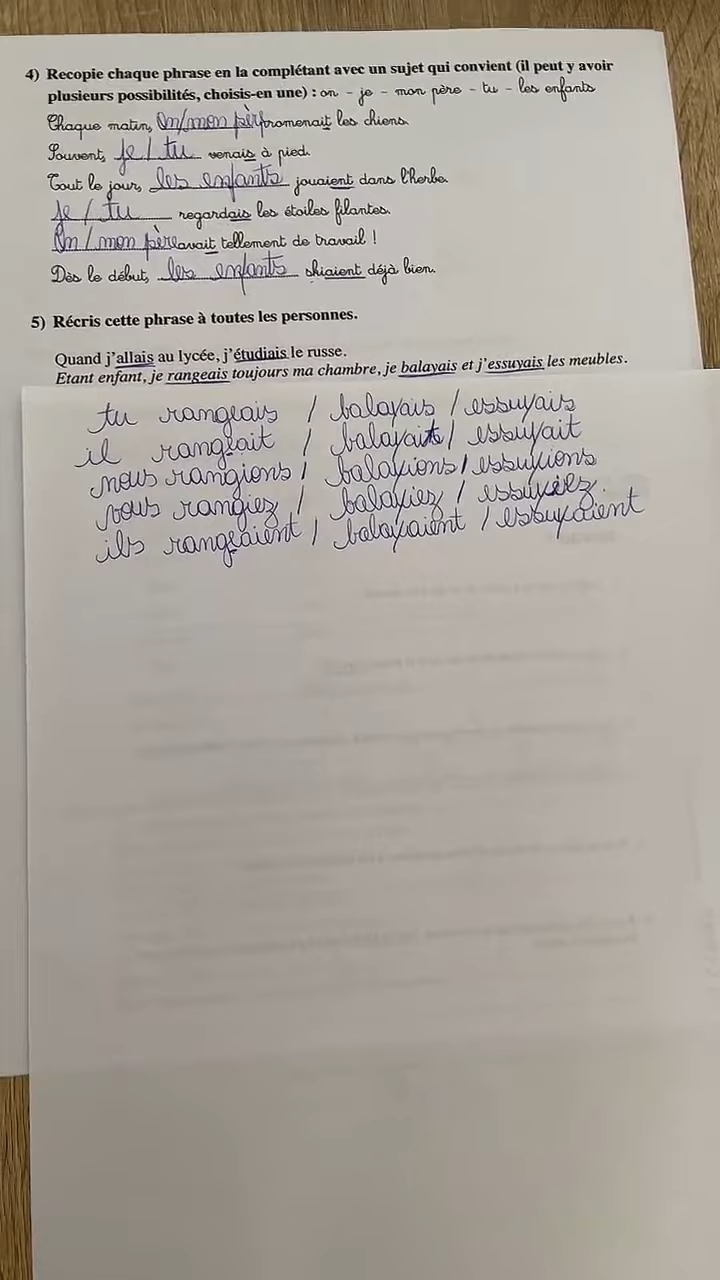 4) Recopie chaque phrase en la complétant avec un sujet qui convient (il peut y avoir
plusieurs possibilités, choisis-en une) : on - je - mon père - tu - les enfants
Chaque matin, On/mon pèrpromenait les chiens.
Souvent, je / tu venais à pied.
Tout le jour, les enfants jouaient dans l'herbe.
je / tu regardais les étoiles filantes.
On / mon père avait tellement de travail !
Dès le début, les enfants skiaient déjà bien.
5) Récris cette phrase à toutes les personnes.
Quand j'allais au lycée, j'étudiais le russe.
Etant enfant, je rangeais toujours ma chambre, je balayais et j'essuyais les meubles.
tu rangeais / balayais / essuyais
il rangeait / balayait / essuyait
nous rangions / balayions / essuyions
vous rangiez / balayiez / essuyiez
ils rangeaient / balayaient / essuyaient